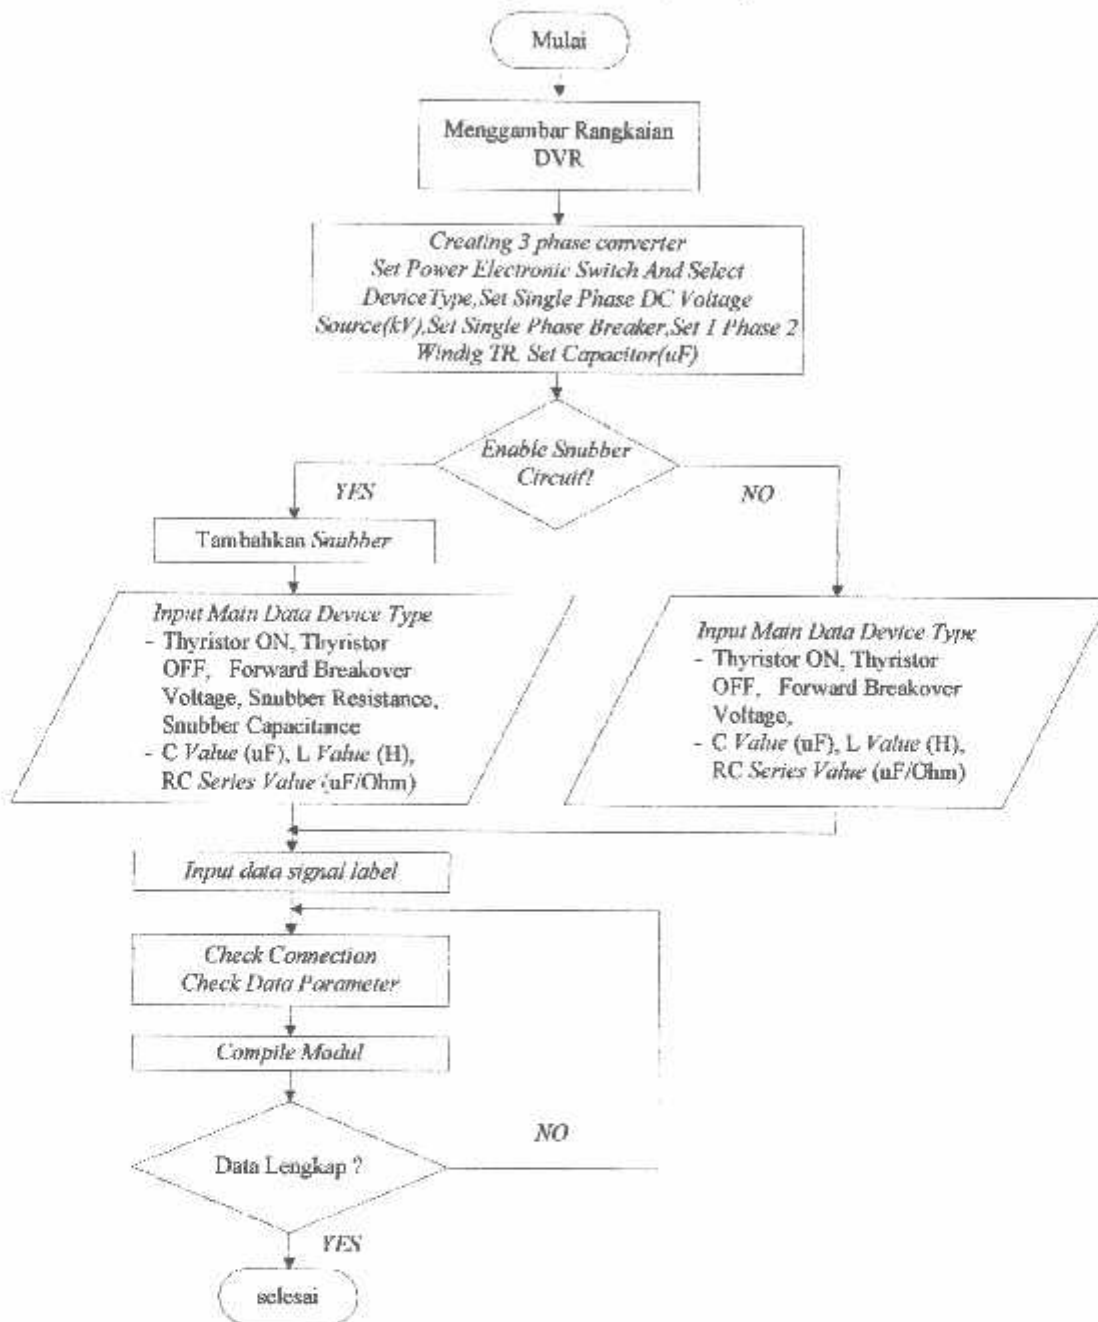 Mulai
Menggambar Rangkaian
DVR
Creating 3 phase converter
Set Power Electronic Switch And Select
DeviceType,Set Single Phase DC Voltage
Source(kV),Set Single Phase Breaker,Set 1 Phase 2
Windig TR. Set Capacitor(uF)
Enable Snubber
Circuit?
YES
NO
Tambahkan Snubber
Input Main Data Device Type
- Thyristor ON, Thyristor
OFF, Forward Breakover
Voltage, Snubber Resistance,
Snubber Capacitance
- C Value (uF), L Value (H),
RC Series Value (uF/Ohm)
Input Main Data Device Type
- Thyristor ON, Thyristor
OFF, Forward Breakover
Voltage,
- C Value (uF), L Value (H),
RC Series Value (uF/Ohm)
Input data signal label
Check Connection
Check Data Parameter
Compile Modul
Data Lengkap ?
NO
YES
selesai